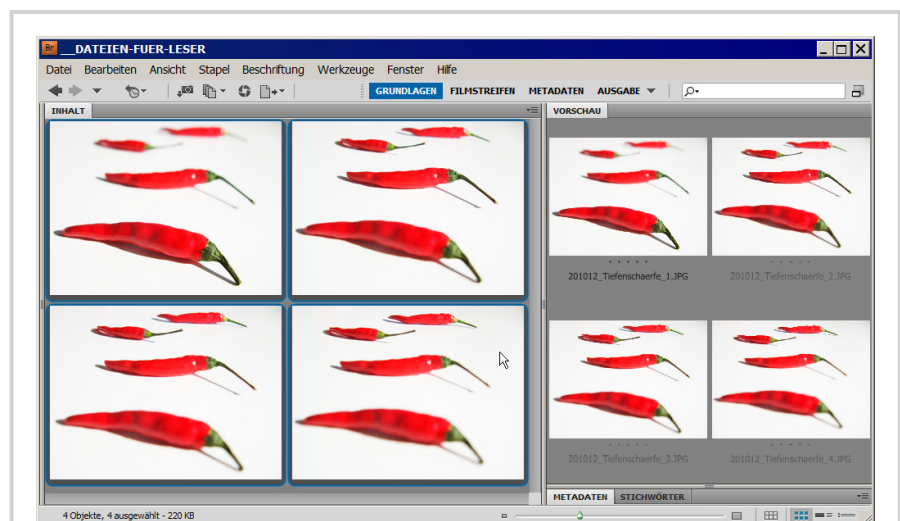 Br __DATEIEN-FUER-LESER
Datei Bearbeiten Ansicht Stapel Beschriftung Werkzeuge Fenster Hilfe
GRUNDLAGEN FILMSTREIFEN METADATEN AUSGABE
INHALT VORSCHAU
201012_Tiefenschaerfe_1.JPG 201012_Tiefenschaerfe_2.JPG
201012_Tiefenschaerfe_3.JPG 201012_Tiefenschaerfe_4.JPG
METADATEN STICHWÖRTER
4 Objekte, 4 ausgewählt - 220 KB